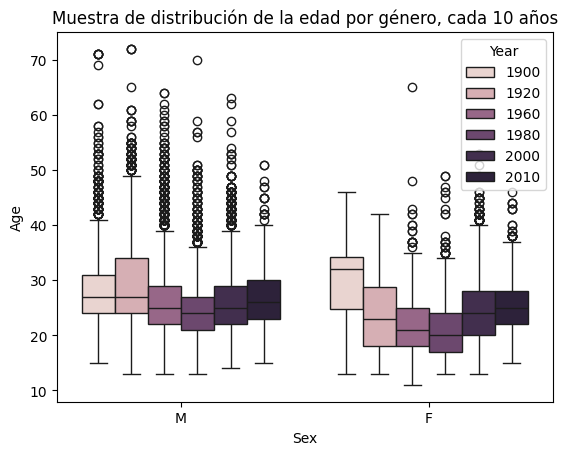 Muestra de distribución de la edad por género, cada 10 años
Year
1900
1920
1960
1980
2000
2010
Age
70
60
50
40
30
20
10
M
F
Sex